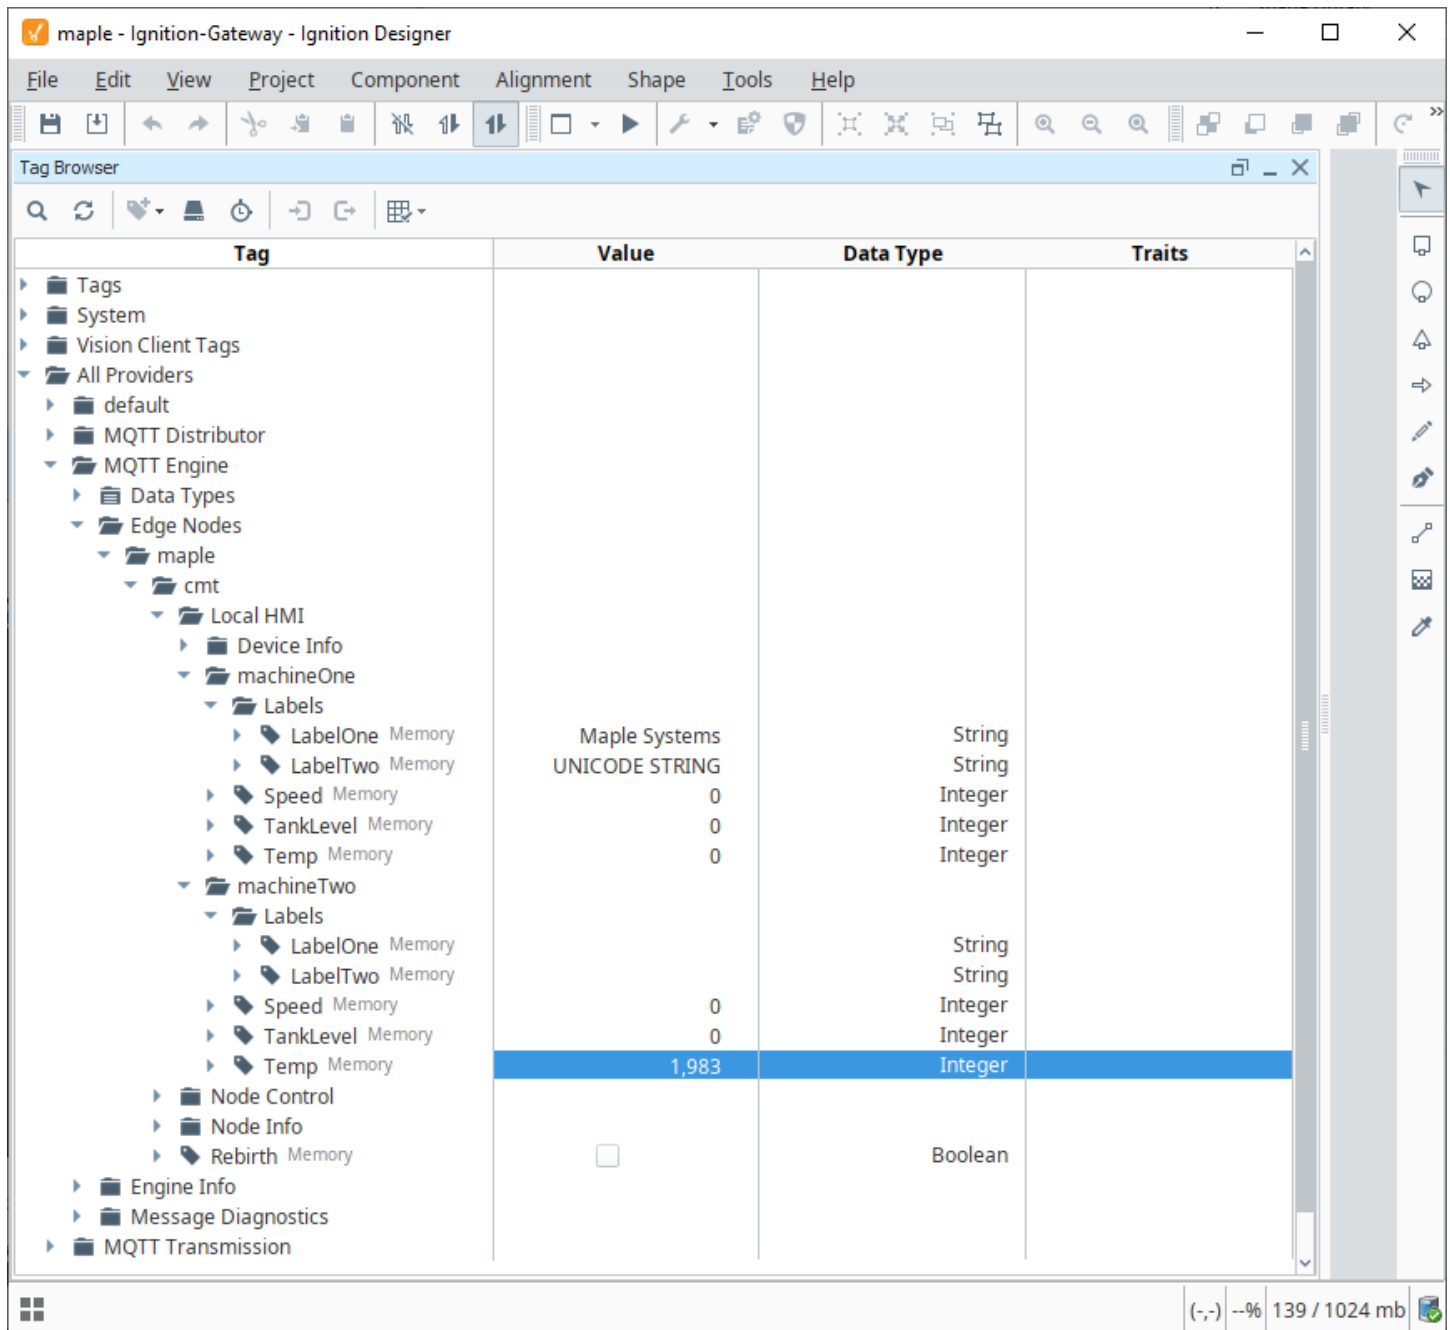 maple - Ignition-Gateway - Ignition Designer
File Edit View Project Component Alignment Shape Tools Help
Tag Browser
Tag Value Data Type Traits
Tags
System
Vision Client Tags
All Providers
default
MQTT Distributor
MQTT Engine
Data Types
Edge Nodes
maple
cmt
Local HMI
Device Info
machineOne
Labels
LabelOne Memory Maple Systems String
LabelTwo Memory UNICODE STRING String
Speed Memory 0 Integer
TankLevel Memory 0 Integer
Temp Memory 0 Integer
machineTwo
Labels
LabelOne Memory String
LabelTwo Memory String
Speed Memory 0 Integer
TankLevel Memory 0 Integer
Temp Memory 1,983 Integer
Node Control
Node Info
Rebirth Memory Boolean
Engine Info
Message Diagnostics
MQTT Transmission
(-,-) --% 139 / 1024 mb